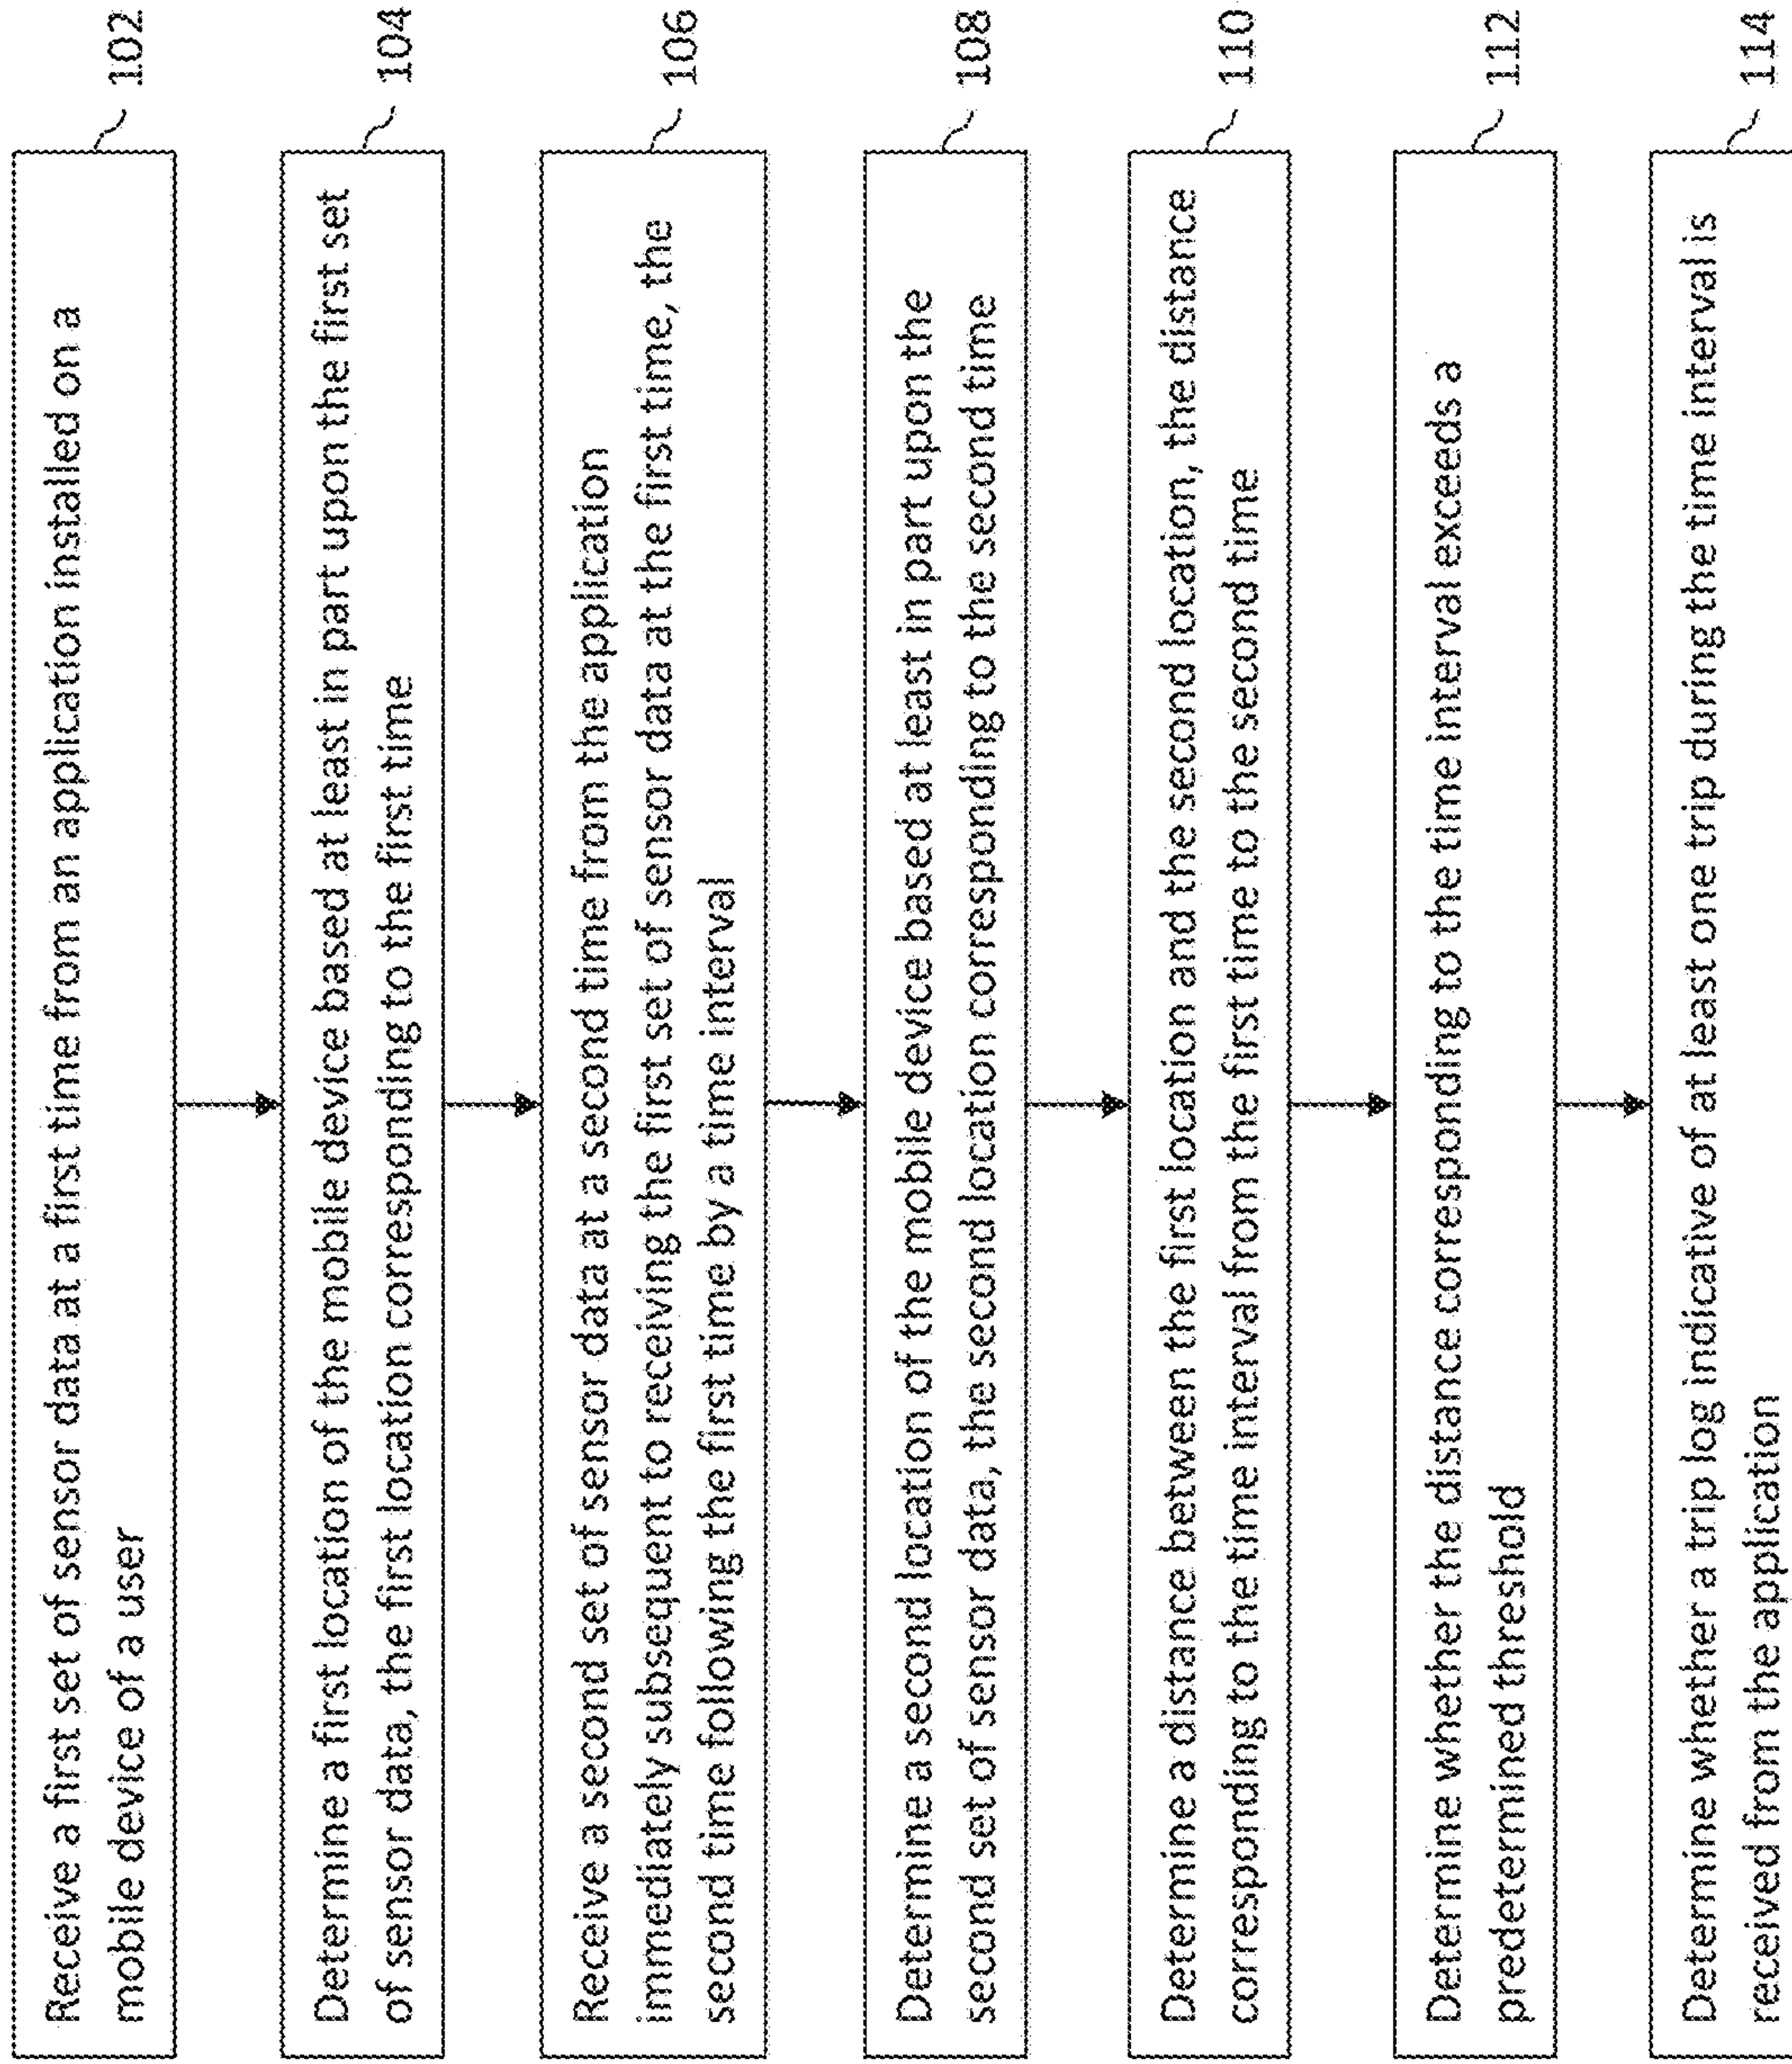 Receive a first set of sensor data at a first time from an application installed on a
mobile device of a user
102
Determine a first location of the mobile device based at least in part upon the first set
of sensor data, the first location corresponding to the first time
104
Receive a second set of sensor data at a second time from the application
immediately subsequent to receiving the first set of sensor data at the first time, the
second time following the first time by a time interval
106
Determine a second location of the mobile device based at least in part upon the
second set of sensor data, the second location corresponding to the second time
108
Determine a distance between the first location and the second location, the distance
corresponding to the time interval from the first time to the second time
110
Determine whether the distance corresponding to the time interval exceeds a
predetermined threshold
112
Determine whether a trip log indicative of at least one trip during the time interval is
received from the application
114